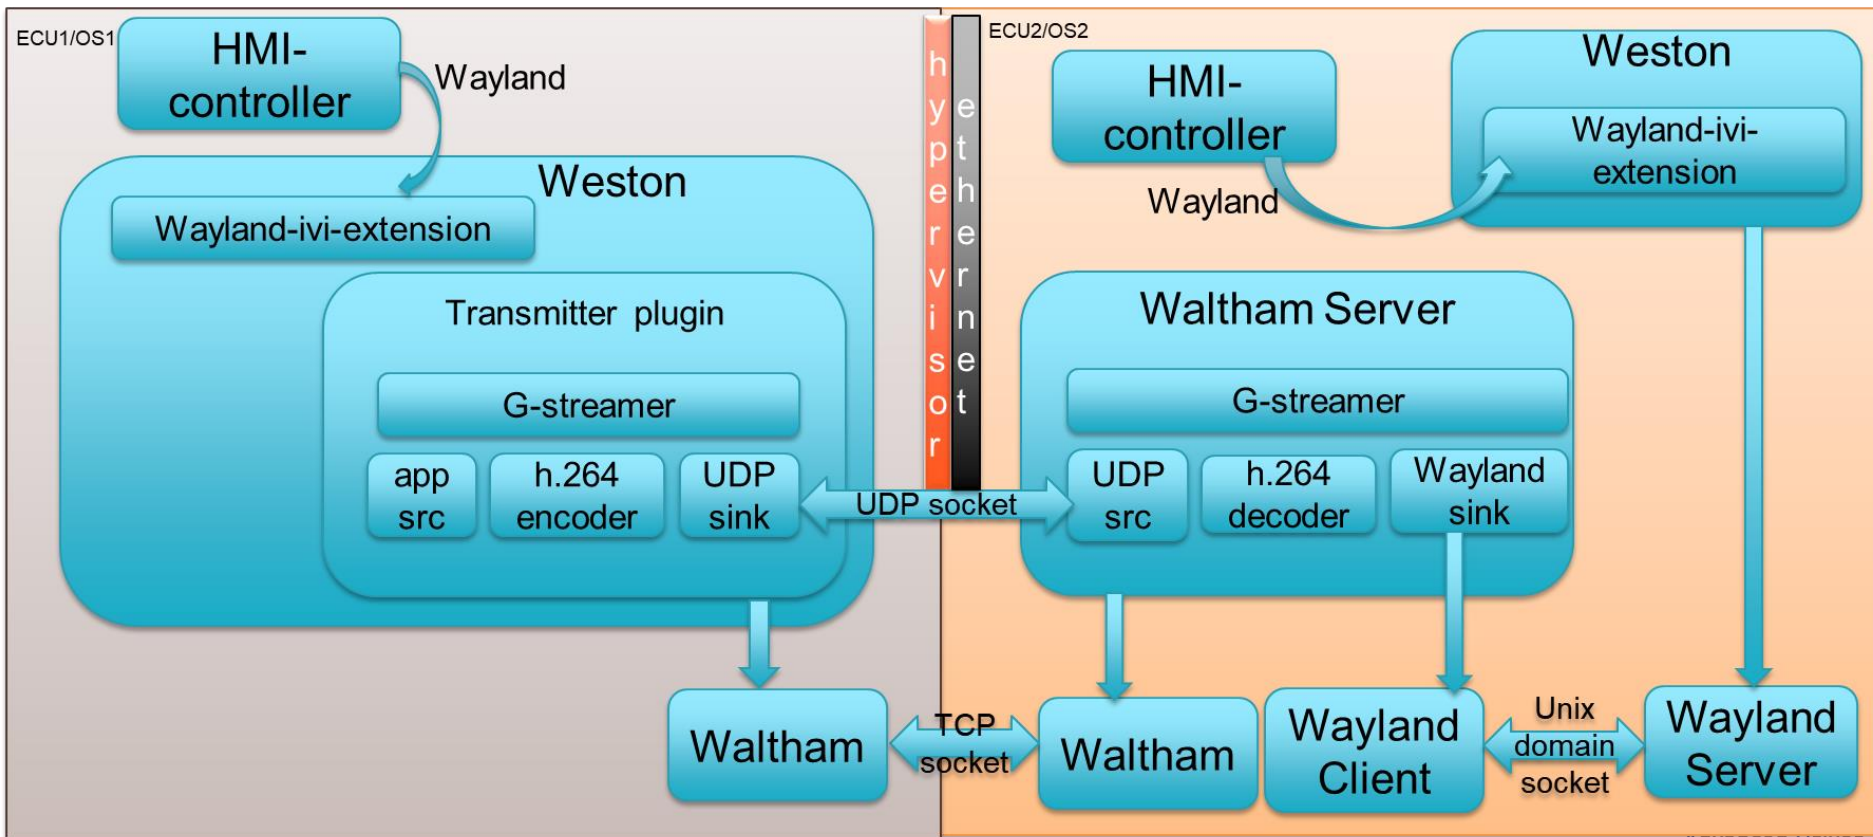 ECU1/OS1
HMI-
controller
Wayland
Weston
Wayland-ivi-extension
Transmitter plugin
G-streamer
app
src
h.264
encoder
UDP
sink
Waltham
hypervisor
ethernet
UDP socket
TCP
socket
ECU2/OS2
HMI-
controller
Wayland
Weston
Wayland-ivi-
extension
Waltham Server
G-streamer
UDP
src
h.264
decoder
Wayland
sink
Waltham
Wayland
Client
Unix
domain
socket
Wayland
Server